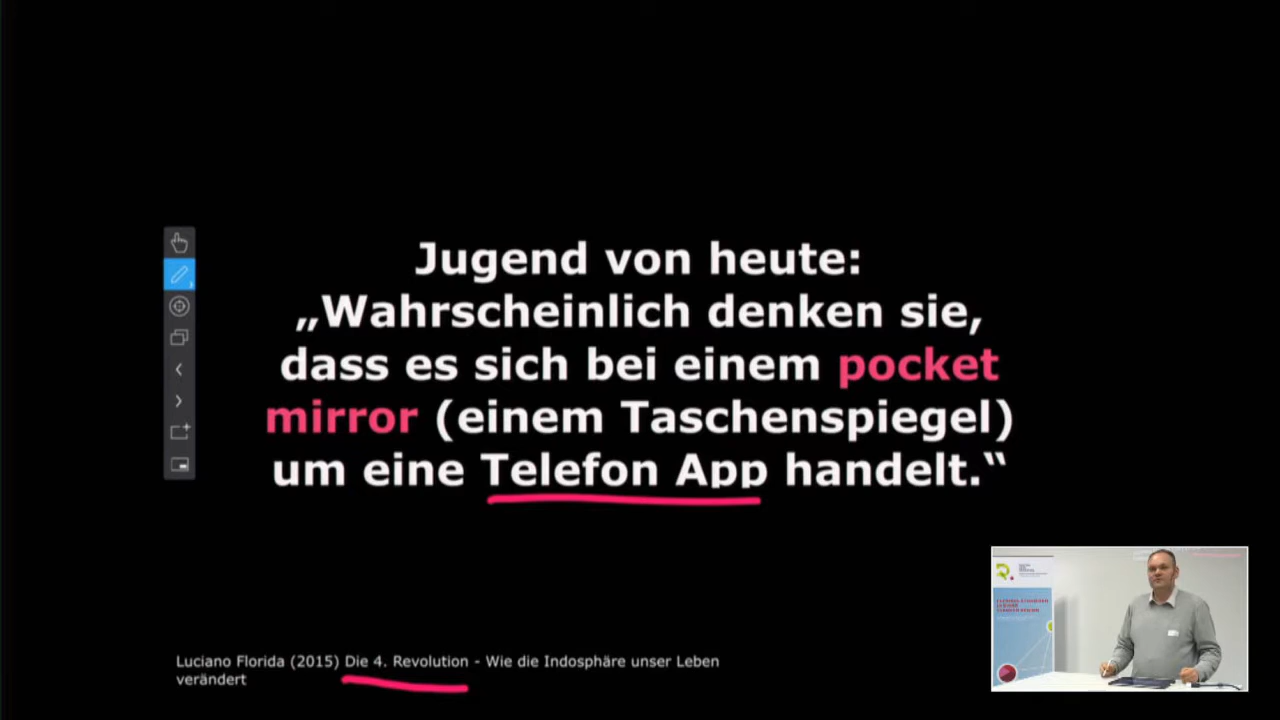 Jugend von heute:
„Wahrscheinlich denken sie,
dass es sich bei einem pocket
mirror (einem Taschenspiegel)
um eine Telefon App handelt.“
Luciano Florida (2015) Die 4. Revolution - Wie die Indosphäre unser Leben
verändert